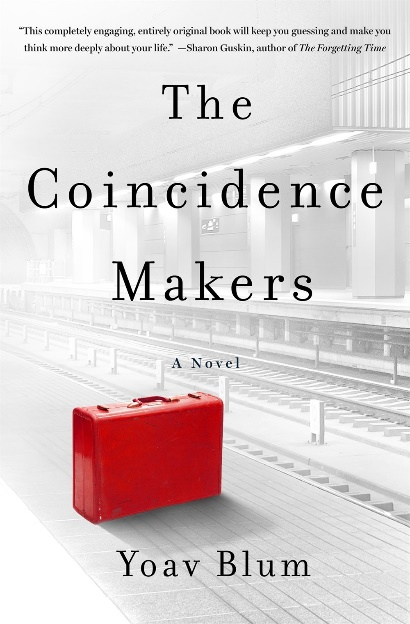 “This completely engaging, entirely original book will keep you guessing and make you
think more deeply about your life.” —Sharon Guskin, author of The Forgetting Time
The
Coincidence
Makers
A Novel
Yoav Blum